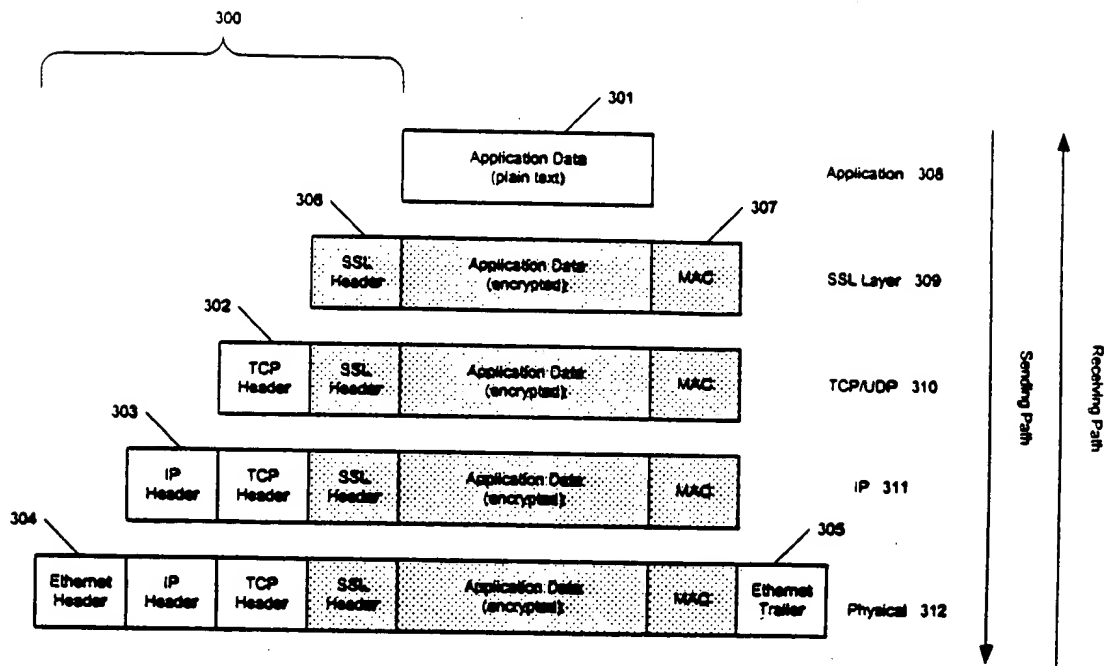 300
301
Application Data
(plain text)
Application 308
306
307
SSL
Header
Application Data
(encrypted)
MAC
SSL Layer 309
302
TCP
Header
SSL
Header
Application Data
(encrypted)
MAC
TCP/UDP 310
303
IP
Header
TCP
Header
SSL
Header
Application Data
(encrypted)
MAC
IP 311
304
305
Ethernet
Header
IP
Header
TCP
Header
SSL
Header
Application Data
(encrypted)
MAC
Ethernet
Trailer
Physical 312
Sending Path
Receiving Path